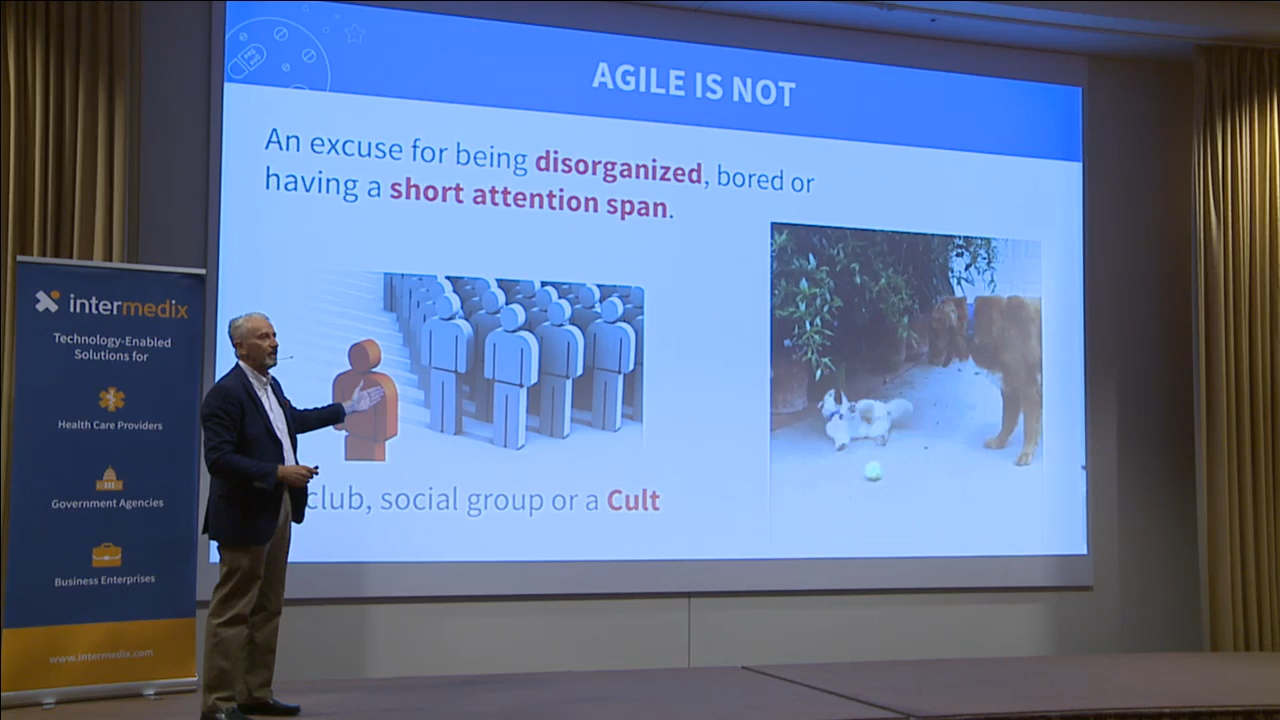 AGILE IS NOT
An excuse for being disorganized, bored or
having a short attention span.
club, social group or a Cult
intermedix
Technology-Enabled
Solutions for
Health Care Providers
Government Agencies
Business Enterprises
www.intermedix.com